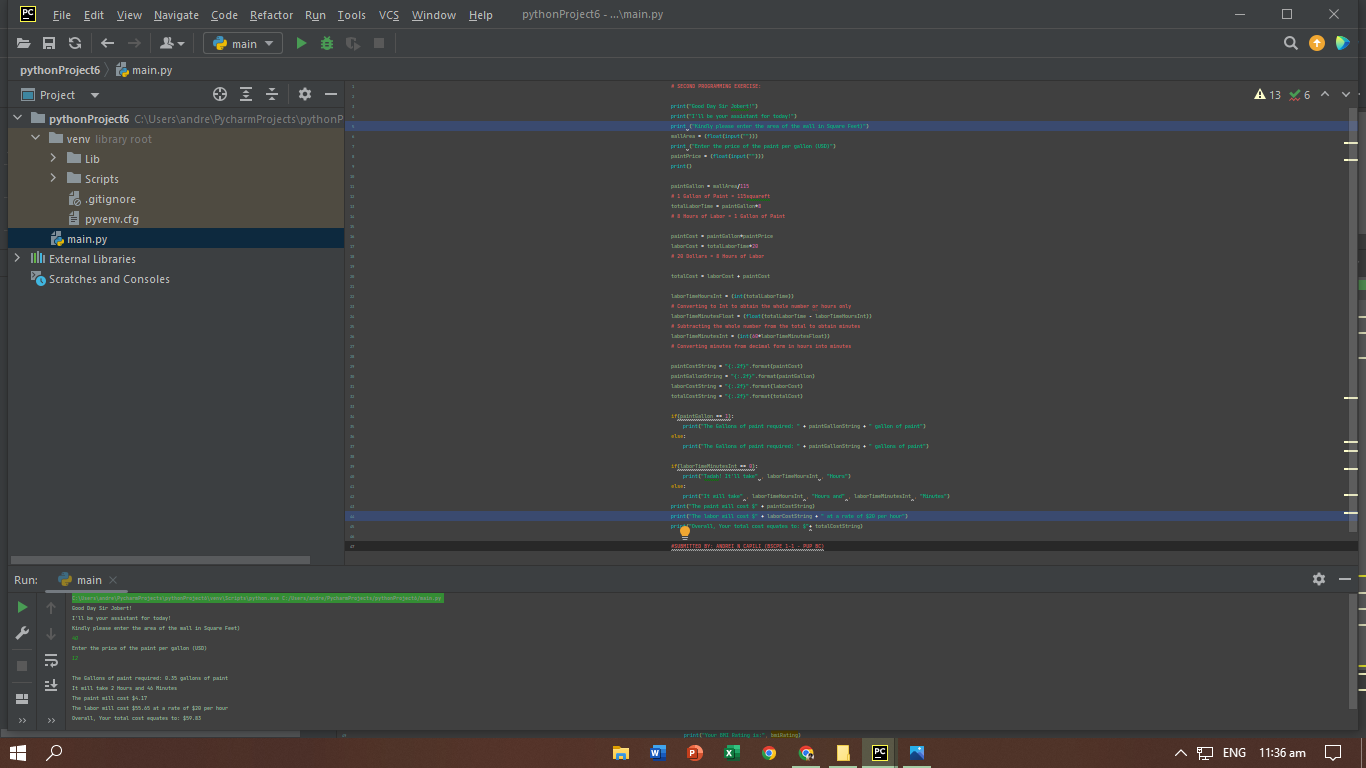 File Edit View Navigate Code Refactor Run Tools VCS Window Help pythonProject6 - ...\main.py
main
pythonProject6 main.py
Project
pythonProject6 C:\Users\andre\PycharmProjects\pythonP
venv library root
Lib
Scripts
.gitignore
pyvenv.cfg
main.py
External Libraries
Scratches and Consoles
13 6
# SECOND PROGRAMMING EXERCISE:
print("Good Day Sir Jobert!")
print("I'll be your assistant for today!")
print ("Kindly please enter the area of the wall in Square Feet)")
wallArea = (float(input("")))
print ("Enter the price of the paint per gallon (USD)")
paintPrice = (float(input("")))
print()
paintGallon = wallArea/115
# 1 Gallon of Paint = 115squareft
totalLaborTime = paintGallon*8
# 8 Hours of Labor = 1 Gallon of Paint
paintCost = paintGallon*paintPrice
laborCost = totalLaborTime*20
# 20 Dollars = 8 Hours of Labor
totalCost = laborCost + paintCost
laborTimeHoursInt = (int(totalLaborTime))
# Converting to Int to obtain the whole number or hours only
laborTimeMinutesFloat = (float(totalLaborTime - laborTimeHoursInt))
# Subtracting the whole number from the total to obtain minutes
laborTimeMinutesInt = (int(60*laborTimeMinutesFloat))
# Converting minutes from decimal form in hours into minutes
paintCostString = "{:.2f}".format(paintCost)
paintGallonString = "{:.2f}".format(paintGallon)
laborCostString = "{:.2f}".format(laborCost)
totalCostString = "{:.2f}".format(totalCost)
if(paintGallon == 1):
print("The Gallons of paint required: " + paintGallonString + " gallon of paint")
else:
print("The Gallons of paint required: " + paintGallonString + " gallons of paint")
if(laborTimeMinutesInt == 0):
print("Taosh! It'll take", laborTimeHoursInt, "Hours")
else:
print("It will take", laborTimeHoursInt, "Hours and", laborTimeMinutesInt, "Minutes")
print("The paint will cost $" + paintCostString)
print("The labor will cost $" + laborCostString + " at a rate of $20 per hour")
print("Overall, Your total cost equates to: $"+ totalCostString)
#SUBMITTED BY: ANDREI N CAPILI (BSCPE 1-1 - PUP BC)
Run: main
C:\Users\andre\PycharmProjects\pythonProject6\venv\Scripts\python.exe C:/Users/andre/PycharmProjects/pythonProject6/main.py
Good Day Sir Jobert!
I'll be your assistant for today!
Kindly please enter the area of the wall in Square Feet)
Enter the price of the paint per gallon (USD)
12
The Gallons of paint required: 0.35 gallons of paint
It will take 2 Hours and 46 Minutes
The paint will cost $4.17
The labor will cost $55.65 at a rate of $20 per hour
Overall, Your total cost equates to: $59.83
print("Your BMI Rating is:", bmiRating)
ENG 11:36 am